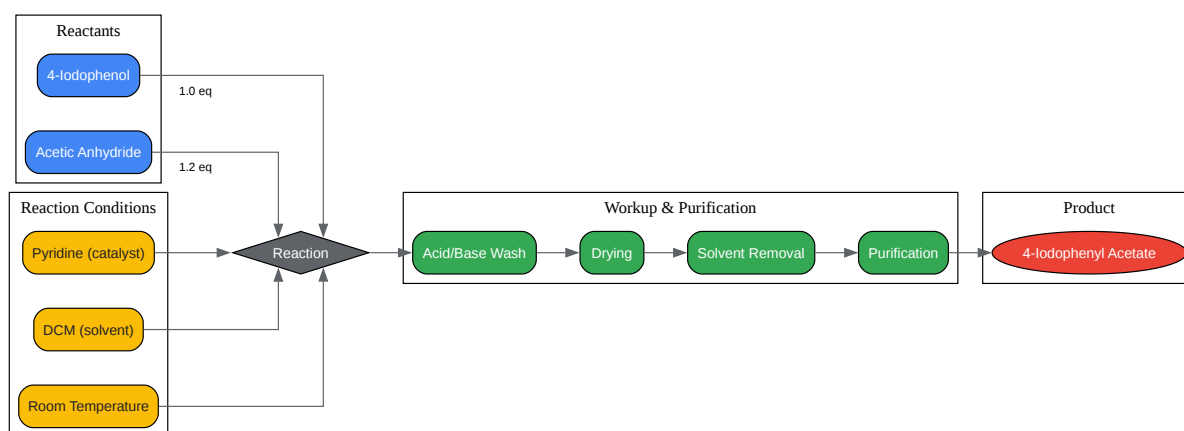 Reactants
4-Iodophenol
1.0 eq
Acetic Anhydride
1.2 eq
Reaction Conditions
Pyridine (catalyst)
DCM (solvent)
Room Temperature
Reaction
Workup & Purification
Acid/Base Wash
Drying
Solvent Removal
Purification
Product
4-Iodophenyl Acetate